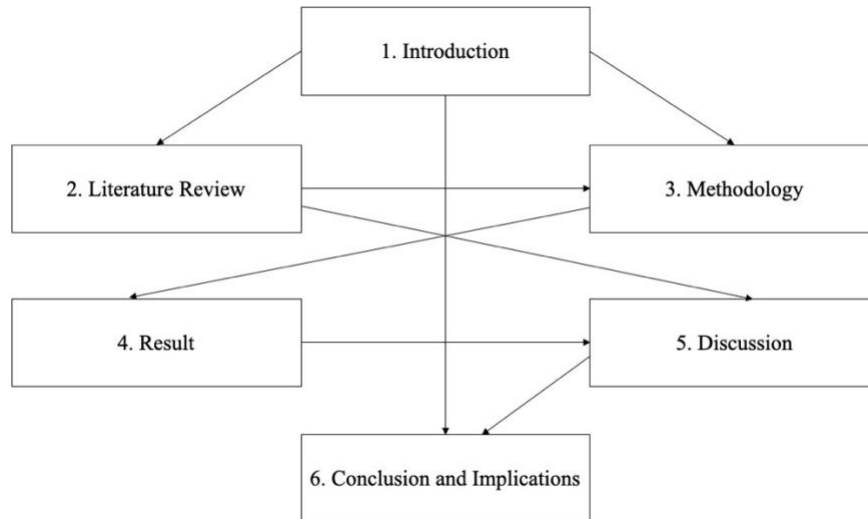 1. Introduction
2. Literature Review
3. Methodology
4. Result
5. Discussion
6. Conclusion and Implications